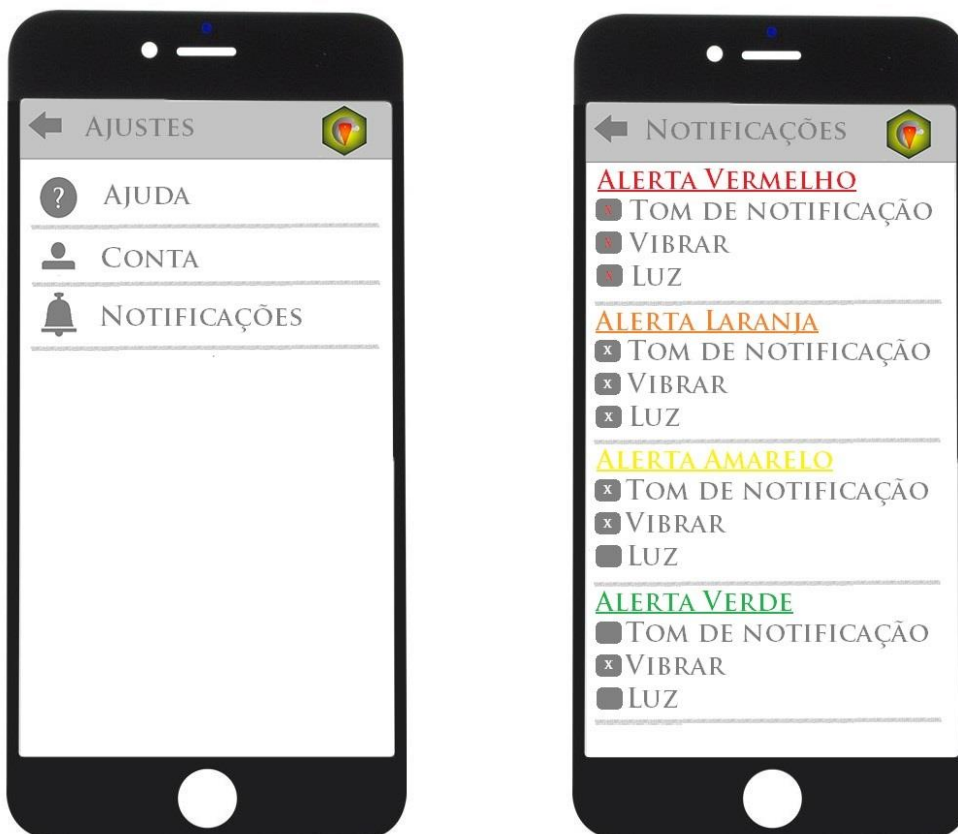 Ajustes
? Ajuda
Conta
Notificações
Notificações
Alerta Vermelho
x Tom de notificação
x Vibrar
x Luz
Alerta Laranja
x Tom de notificação
x Vibrar
x Luz
Alerta Amarelo
x Tom de notificação
x Vibrar
Luz
Alerta Verde
Tom de notificação
x Vibrar
Luz